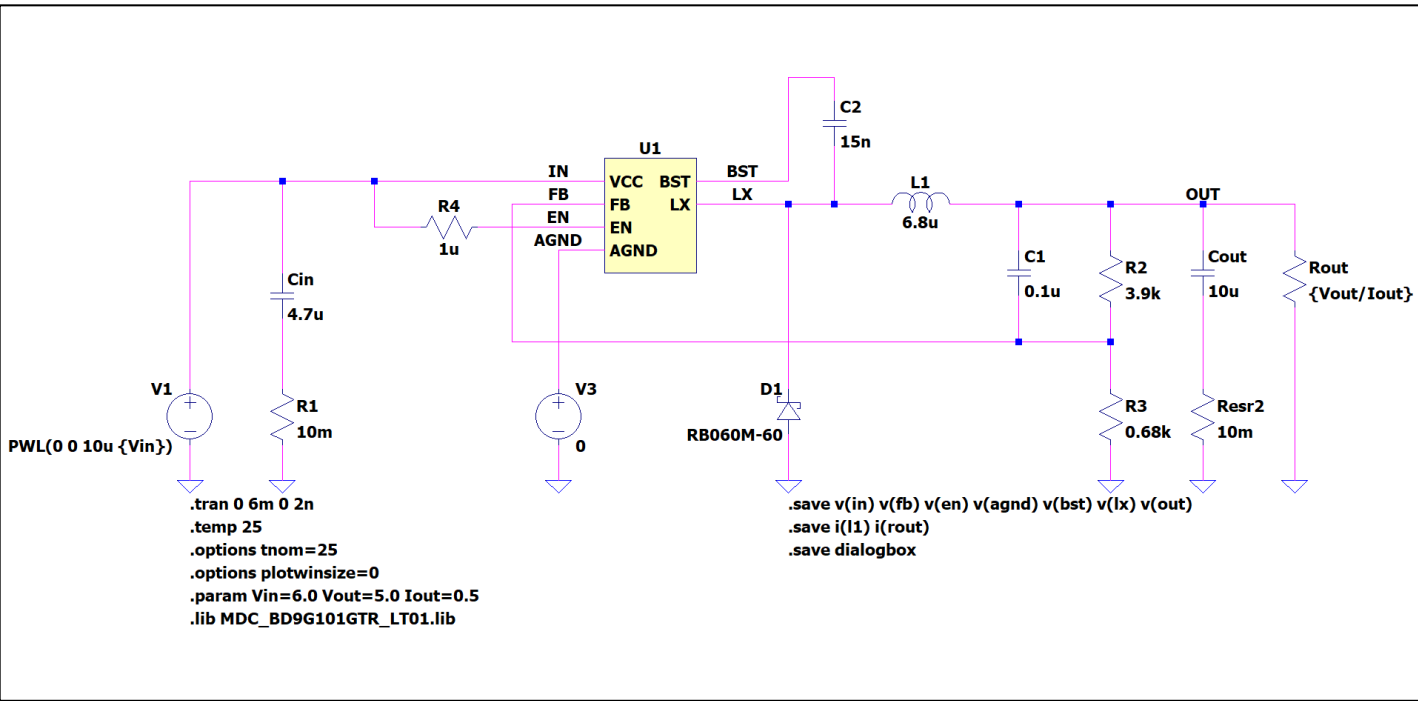 C2
15n
U1
IN
VCC
BST
BST
FB
FB
LX
LX
EN
EN
AGND
AGND
R4
1u
L1
6.8u
OUT
Cin
4.7u
C1
0.1u
R2
3.9k
Cout
10u
Rout
{Vout/Iout}
V1
PWL(0 0 10u {Vin})
R1
10m
V3
0
D1
RB060M-60
R3
0.68k
Resr2
10m
.tran 0 6m 0 2n
.temp 25
.options tnom=25
.options plotwinsize=0
.param Vin=6.0 Vout=5.0 Iout=0.5
.lib MDC_BD9G101GTR_LT01.lib
.save v(in) v(fb) v(en) v(agnd) v(bst) v(lx) v(out)
.save i(l1) i(rout)
.save dialogbox